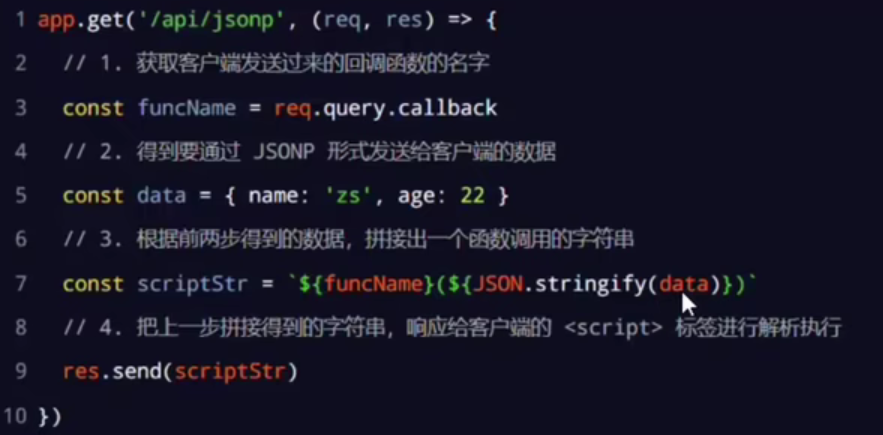 1 app.get('/api/jsonp', (req, res) => {
2 // 1. 获取客户端发送过来的回调函数的名字
3 const funcName = req.query.callback
4 // 2. 得到要通过 JSONP 形式发送给客户端的数据
5 const data = { name: 'zs', age: 22 }
6 // 3. 根据前两步得到的数据，拼接出一个函数调用的字符串
7 const scriptStr = `${funcName}(${JSON.stringify(data)})`
8 // 4. 把上一步拼接得到的字符串，响应给客户端的 <script> 标签进行解析执行
9 res.send(scriptStr)
10 })